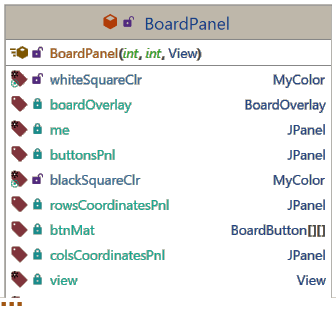 BoardPanel
BoardPanel(int, int, View)
whiteSquareClr MyColor
boardOverlay BoardOverlay
me JPanel
buttonsPnl JPanel
blackSquareClr MyColor
rowsCoordinatesPnl JPanel
btnMat BoardButton[][]
colsCoordinatesPnl JPanel
view View